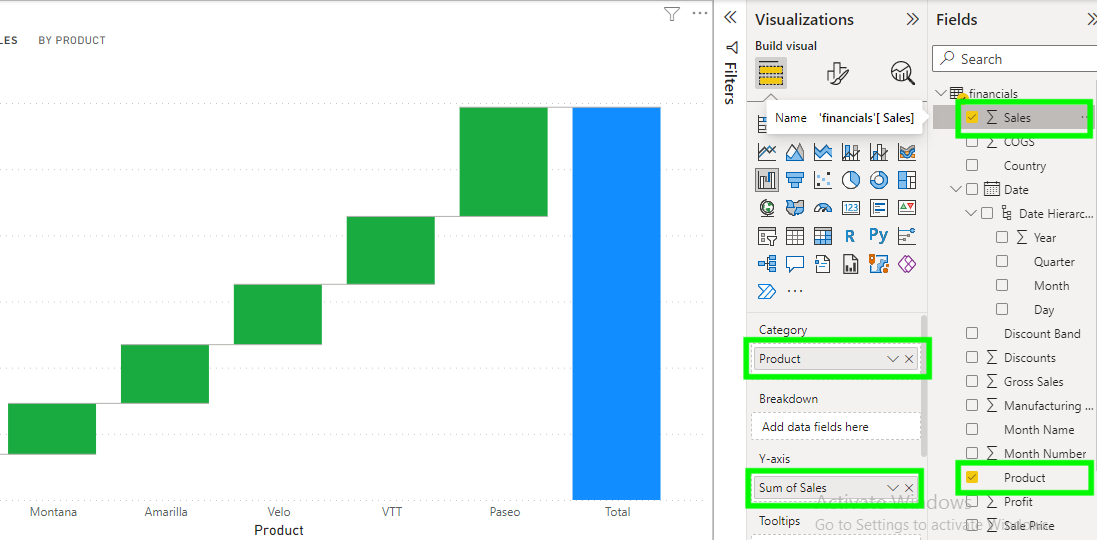 LES BY PRODUCT
Montana
Amarilla
Velo
VTT
Paseo
Total
Product
Filters
Visualizations
Build visual
Name 'financials'[ Sales]
R
Py
123
Category
Product
Breakdown
Add data fields here
Y-axis
Sum of Sales
Tooltips
Fields
Search
financials
Sales
COGS
Country
Date
Date Hierarc...
Year
Quarter
Month
Day
Discount Band
Discounts
Gross Sales
Manufacturing ...
Month Name
Month Number
Product
Profit
Sale Price
Activate Windows
Go to Settings to activate Windows.